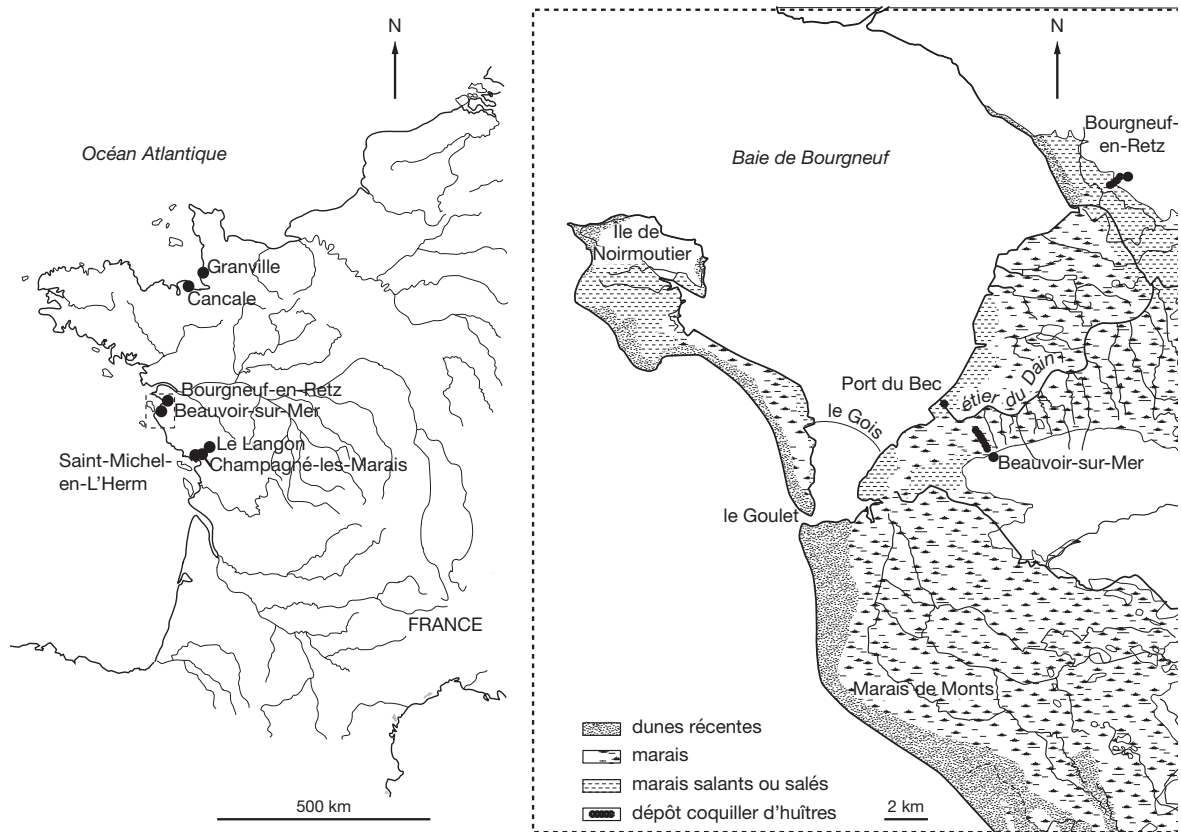 N
Océan Atlantique
Granville
Cancale
Bourgneuf-en-Retz
Beauvoir-sur-Mer
Le Langon
Champagné-les-Marais
Saint-Michel-
en-L'Herm
FRANCE
500 km
N
Bourgneuf-
en-Retz
Baie de Bourgneuf
Île de
Noirmoutier
Port du Bec
étier du Dain
le Gois
Beauvoir-sur-Mer
le Goulet
Marais de Monts
dunes récentes
marais
marais salants ou salés
dépôt coquiller d'huîtres
2 km